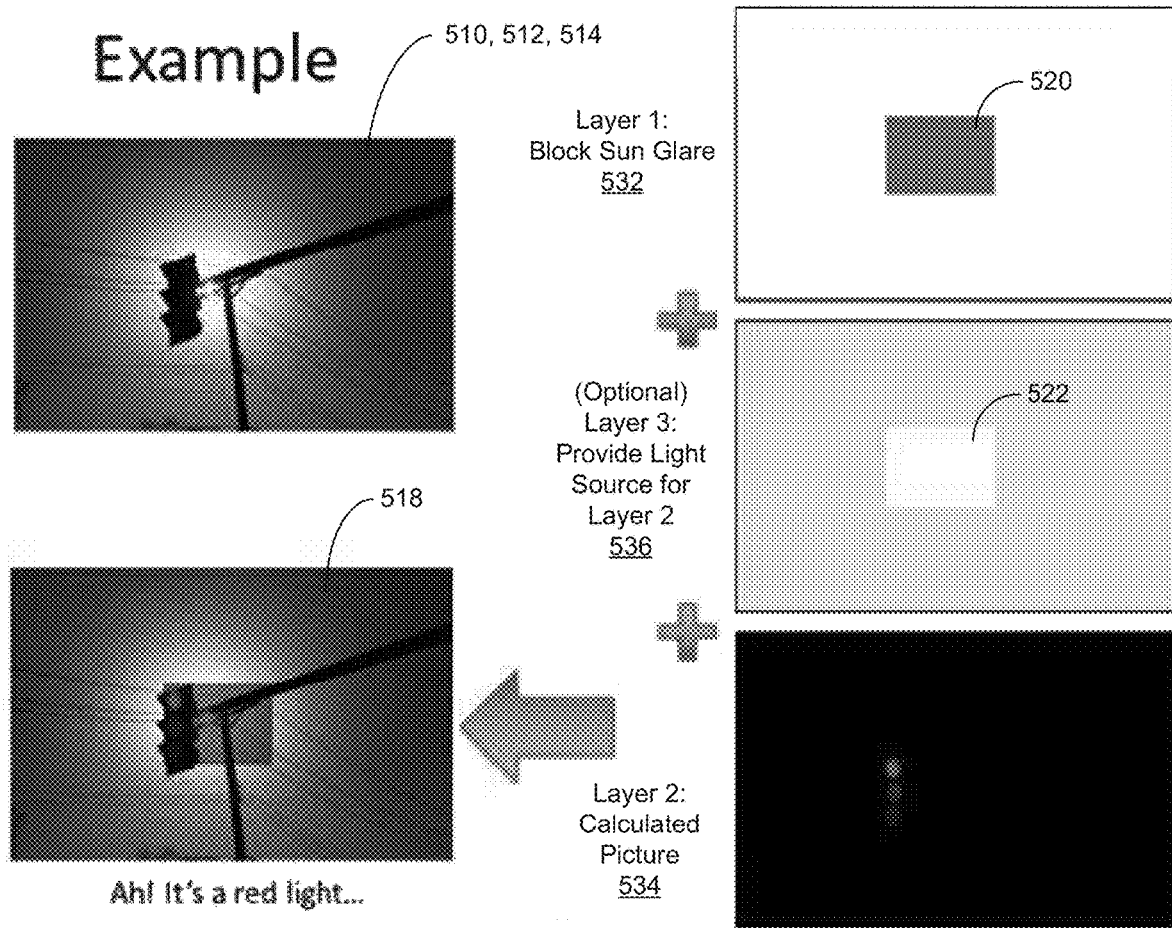 Example
510, 512, 514
Layer 1:
Block Sun Glare
532
520
(Optional)
Layer 3:
Provide Light
Source for
Layer 2
536
522
518
Layer 2:
Calculated
Picture
534
Ah! It's a red light...